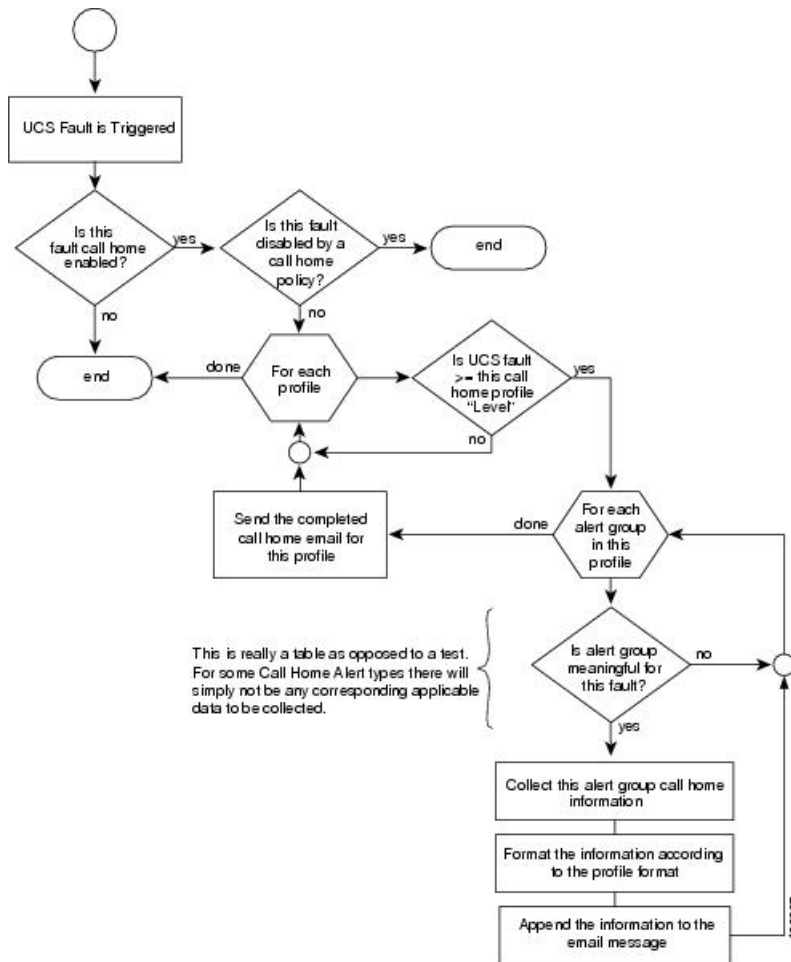 UCS Fault is Triggered
Is this
fault call home
enabled?
yes
Is this fault
disabled by a
call home
policy?
yes
end
no
no
end
done
For each
profile
Is UCS fault
>= this call
home profile
"Level"
yes
no
Send the completed
call home email for
this profile
done
For each
alert group
in this
profile
This is really a table as opposed to a test.
For some Call Home Alert types there will
simply not be any corresponding applicable
data to be collected.
Is alert group
meaningful for
this fault?
no
yes
Collect this alert group call home
information
Format the information according
to the profile format
Append the information to the
email message